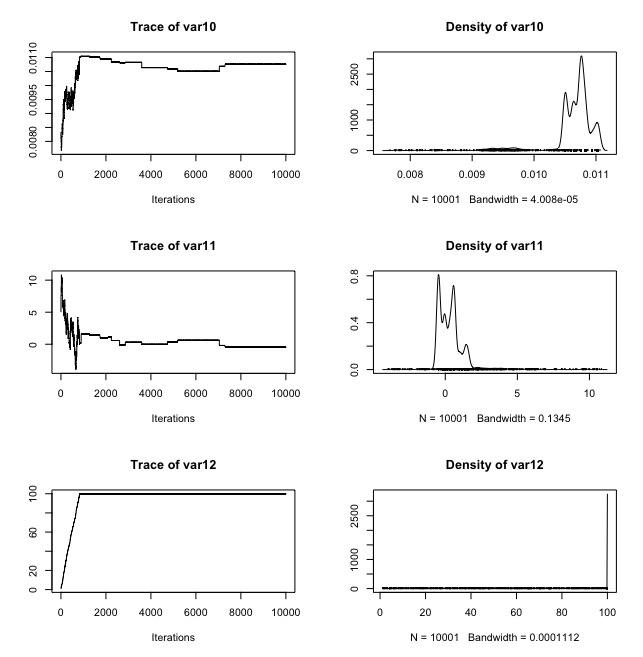 Trace of var10
0.0080 0.0095 0.0110
0 2000 4000 6000 8000 10000
Iterations
Density of var10
0 1000 2500
0.008 0.009 0.010 0.011
N = 10001 Bandwidth = 4.008e-05
Trace of var11
0 5 10
0 2000 4000 6000 8000 10000
Iterations
Density of var11
0.0 0.4 0.8
0 5 10
N = 10001 Bandwidth = 0.1345
Trace of var12
0 20 60 100
0 2000 4000 6000 8000 10000
Iterations
Density of var12
0 1000 2500
0 20 40 60 80 100
N = 10001 Bandwidth = 0.0001112